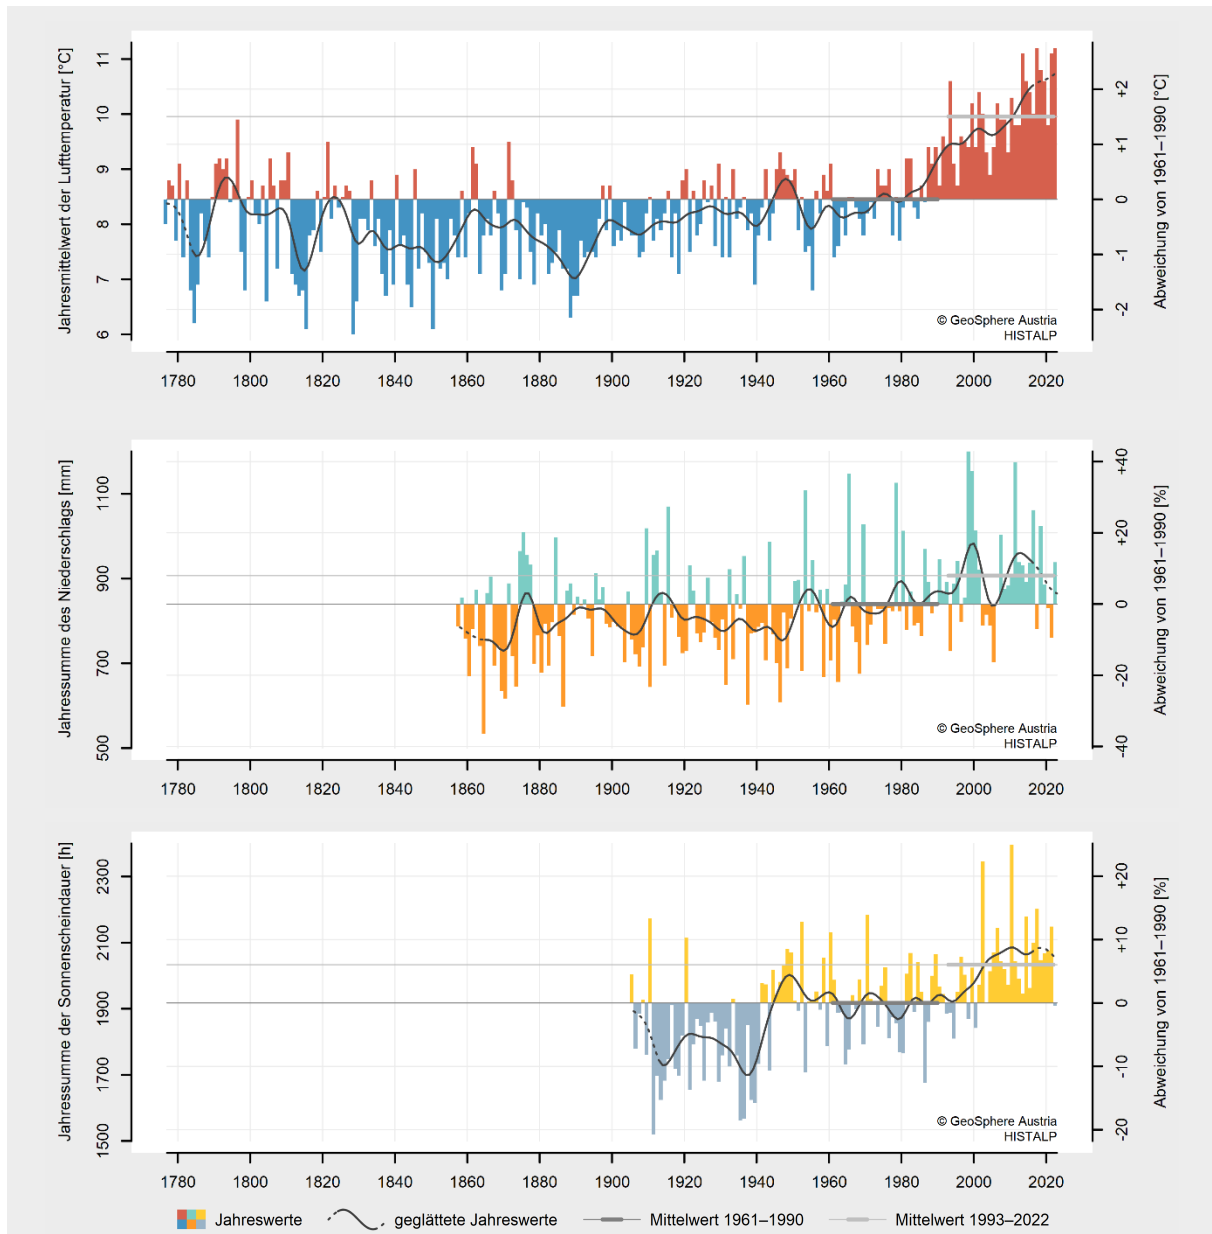 Jahresmittelwert der Lufttemperatur [°C]
11
10
9
8
7
6
+2
+1
0
-1
-2
Abweichung von 1961–1990 [°C]
© GeoSphere Austria
HISTALP
1780 1800 1820 1840 1860 1880 1900 1920 1940 1960 1980 2000 2020
Jahressumme des Niederschlags [mm]
1100
900
700
500
+40
+20
0
-20
-40
Abweichung von 1961–1990 [%]
© GeoSphere Austria
HISTALP
1780 1800 1820 1840 1860 1880 1900 1920 1940 1960 1980 2000 2020
Jahressumme der Sonnenscheindauer [h]
2300
2100
1900
1700
1500
+20
+10
0
-10
-20
Abweichung von 1961–1990 [%]
© GeoSphere Austria
HISTALP
1780 1800 1820 1840 1860 1880 1900 1920 1940 1960 1980 2000 2020
Jahreswerte geglättete Jahreswerte Mittelwert 1961–1990 Mittelwert 1993–2022